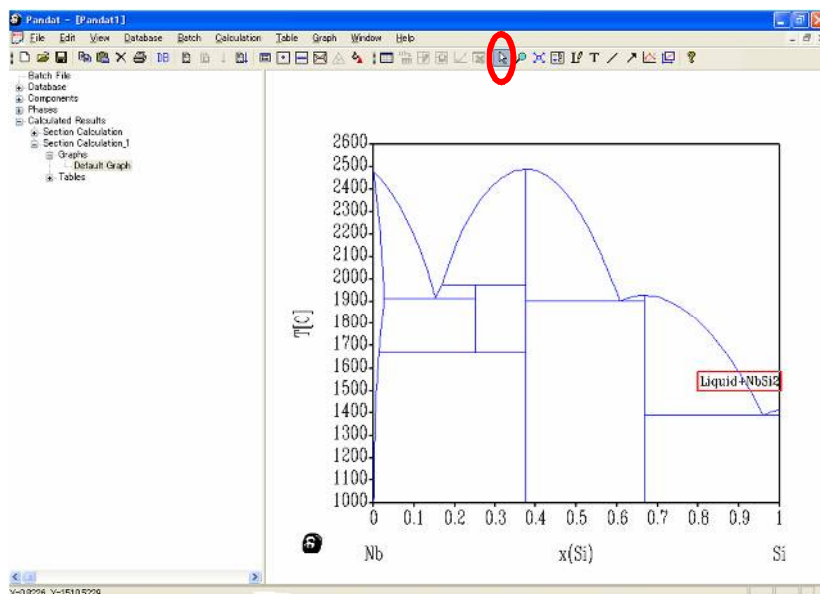 Pandat - [Pandat1]
File Edit View Database Batch Calculation Table Graph Window Help
DB T
Batch File
Database
Components
Phases
Calculated Results
Section Calculation
Section Calculation_1
Graphs
Default Graph
Tables
2600
2500
2400
2300
2200
2100
2000
1900
1800
1700
1600
1500
1400
1300
1200
1100
1000
T[C]
Liquid+NbSi2
0 0.1 0.2 0.3 0.4 0.5 0.6 0.7 0.8 0.9 1
Nb x(Si) Si